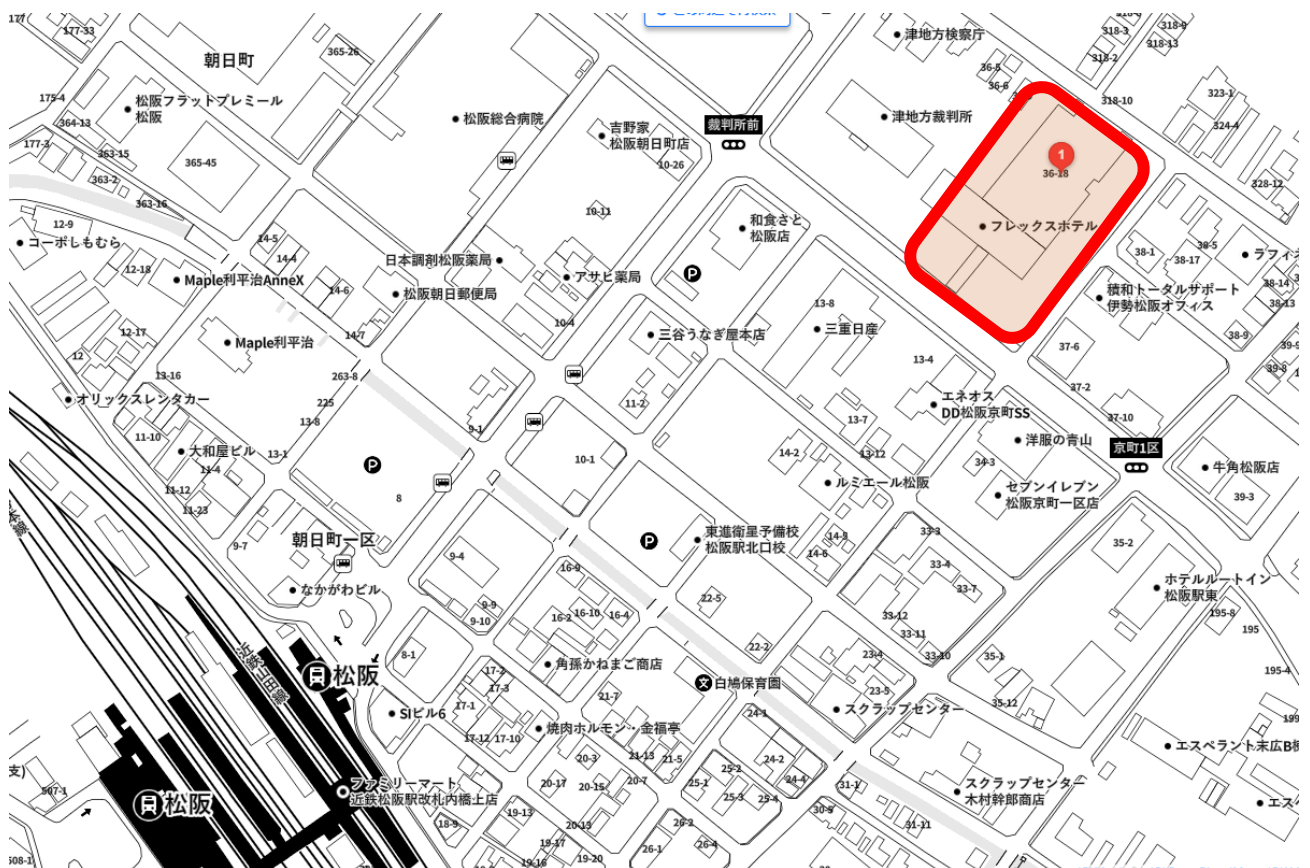 177
177-33
朝日町
365-26
津地方検察庁
318-3
318-9
318-13
318-2
36-5
36-6
175-4
松阪フラットプレミール
松阪
364-13
177-3
363-15
363-2
363-16
365-45
松阪総合病院
吉野家
松阪朝日町店
10-26
裁判所前
津地方裁判所
318-10
323-1
324-4
328-12
1
36-18
フレックスホテル
12-9
コーポしもむら
12-18
Maple利平治AnneX
14-5
14-4
14-6
14-7
日本調剤松阪薬局
松阪朝日郵便局
10-11
アサヒ薬局
10-4
和食さと
松阪店
P
38-1
38-5
38-17
38-14
38-13
38-9
積和トータルサポート
伊勢松阪オフィス
12-17
12
Maple利平治
13-16
263-8
225
13-8
三谷うなぎ屋本店
13-8
三重日産
13-4
37-6
37-2
37-10
39-8
オリックスレンタカー
11-10
大和屋ビル
11-4
11-12
11-23
13-1
P
8
9-1
11-2
10-1
13-7
13-12
14-2
エネオス
DD松阪京町SS
洋服の青山
34-3
京町1区
牛角松阪店
39-3
ルミエール松阪
セブンイレブン
松阪京町一区店
9-7
朝日町一区
なかがわビル
9-4
P
東進衛星予備校
松阪駅北口校
14-9
14-6
33-3
33-4
33-7
33-12
33-11
33-10
35-2
ホテルルートイン
松阪駅東
195-8
195
195-4
16-9
16-2
16-10
16-4
9-9
9-10
22-5
22-2
23-4
23-5
35-1
35-12
近鉄山田線
松阪
8-1
SIビル6
角孫かねまご商店
17-2
17-3
17-1
17-12
17-10
21-7
文
白鳩保育園
24-1
スクラップセンター
焼肉ホルモン・金福亭
20-3
21-13
21-5
20-17
20-15
20-7
25-1
25-2
25-3
25-4
24-2
24-4
31-1
エスペラント末広B棟
スクラップセンター
木村幹郎商店
507-1
508-1
松阪
ファミリーマート
近鉄松阪駅改札内橋上店
18-9
19-13
19-17
19-16
19-20
20-13
26-2
26-1
26-4
30-5
31-11